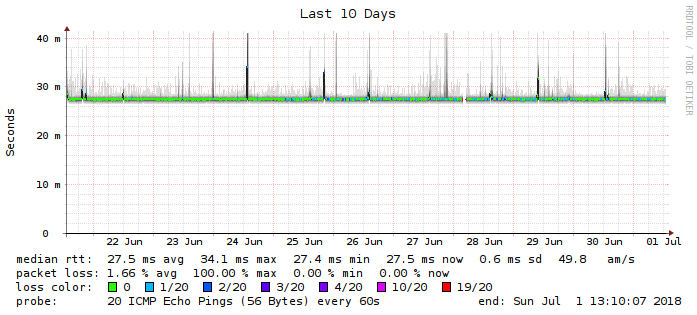 Last 10 Days
RRDTOOL / TOBI OETIKER
Seconds
40 m
30 m
20 m
10 m
0
22 Jun 23 Jun 24 Jun 25 Jun 26 Jun 27 Jun 28 Jun 29 Jun 30 Jun 01 Jul
median rtt: 27.5 ms avg 34.1 ms max 27.4 ms min 27.5 ms now 0.6 ms sd 49.8 am/s
packet loss: 1.66 % avg 100.00 % max 0.00 % min 0.00 % now
loss color: 0 1/20 2/20 3/20 4/20 10/20 19/20
probe: 20 ICMP Echo Pings (56 Bytes) every 60s end: Sun Jul 1 13:10:07 2018